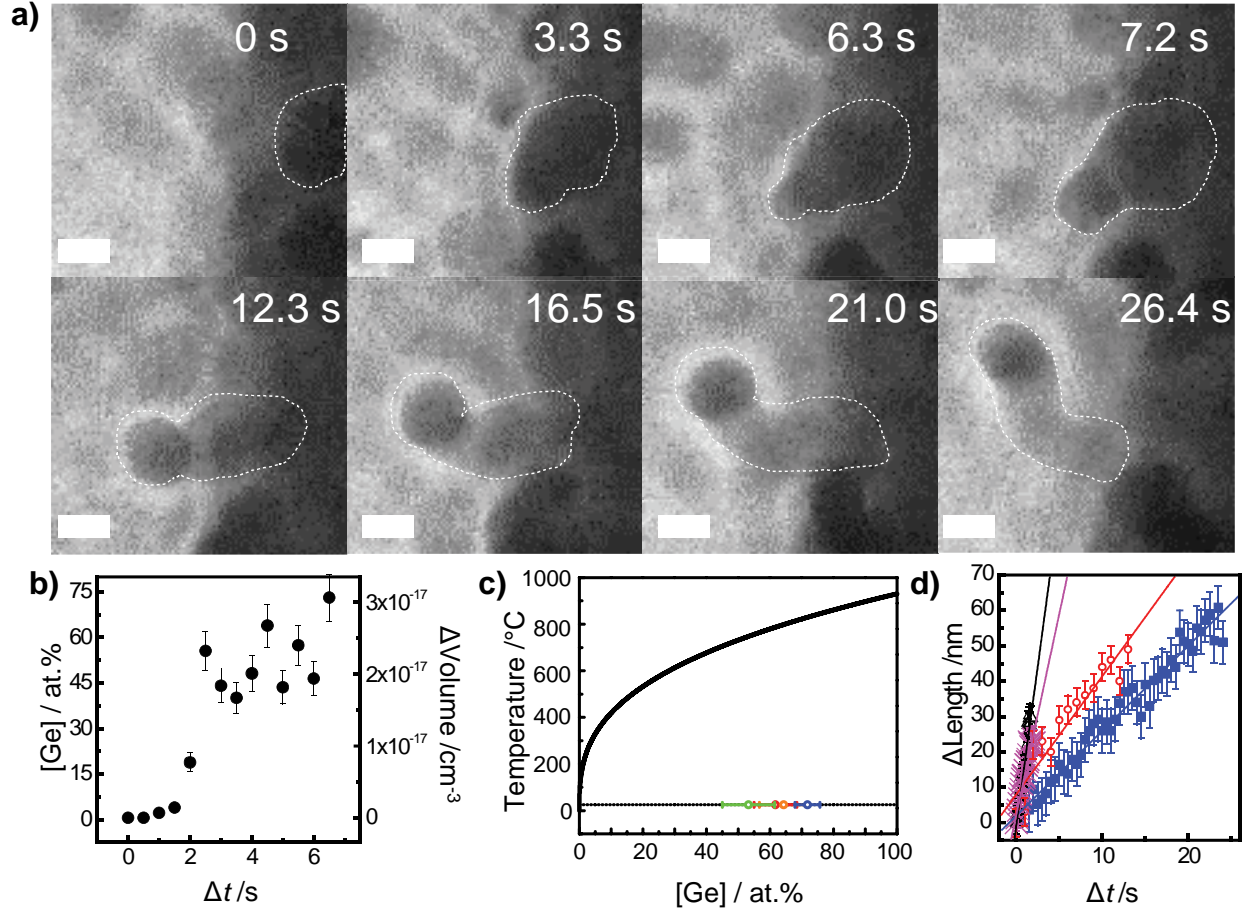 a)
0 s
3.3 s
6.3 s
7.2 s
12.3 s
16.5 s
21.0 s
26.4 s
b)
[Ge] / at.%
75
60
45
30
15
0
3x10⁻¹⁷
2x10⁻¹⁷
1x10⁻¹⁷
0
ΔVolume /cm⁻³
0 2 4 6
Δt /s
c)
Temperature /°C
1000
800
600
400
200
0
0 20 40 60 80 100
[Ge] / at.%
d)
ΔLength /nm
70
60
50
40
30
20
10
0
0 10 20
Δt /s